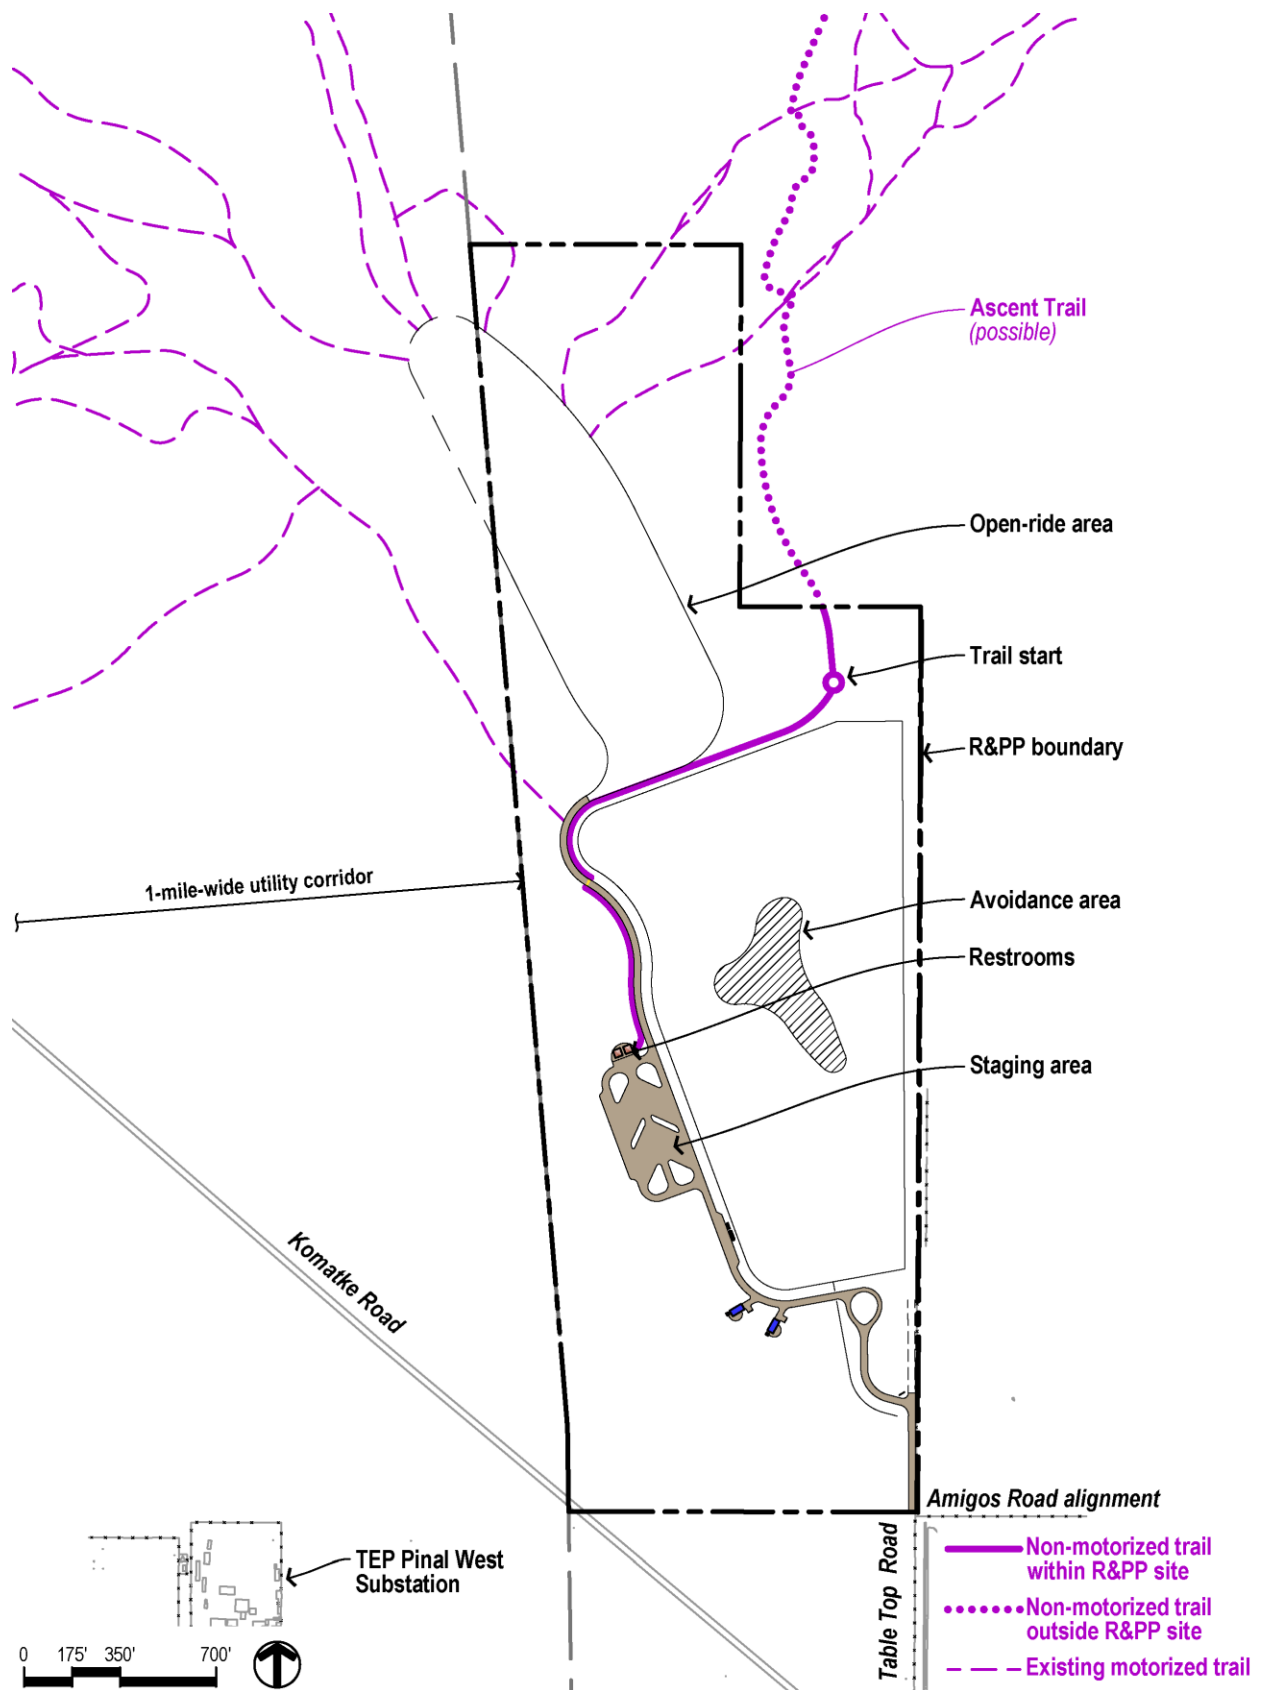 Ascent Trail
(possible)
Open-ride area
Trail start
R&PP boundary
1-mile-wide utility corridor
Avoidance area
Restrooms
Staging area
Komatke Road
Amigos Road alignment
Table Top Road
TEP Pinal West
Substation
Non-motorized trail
within R&PP site
Non-motorized trail
outside R&PP site
Existing motorized trail
0 175' 350' 700'